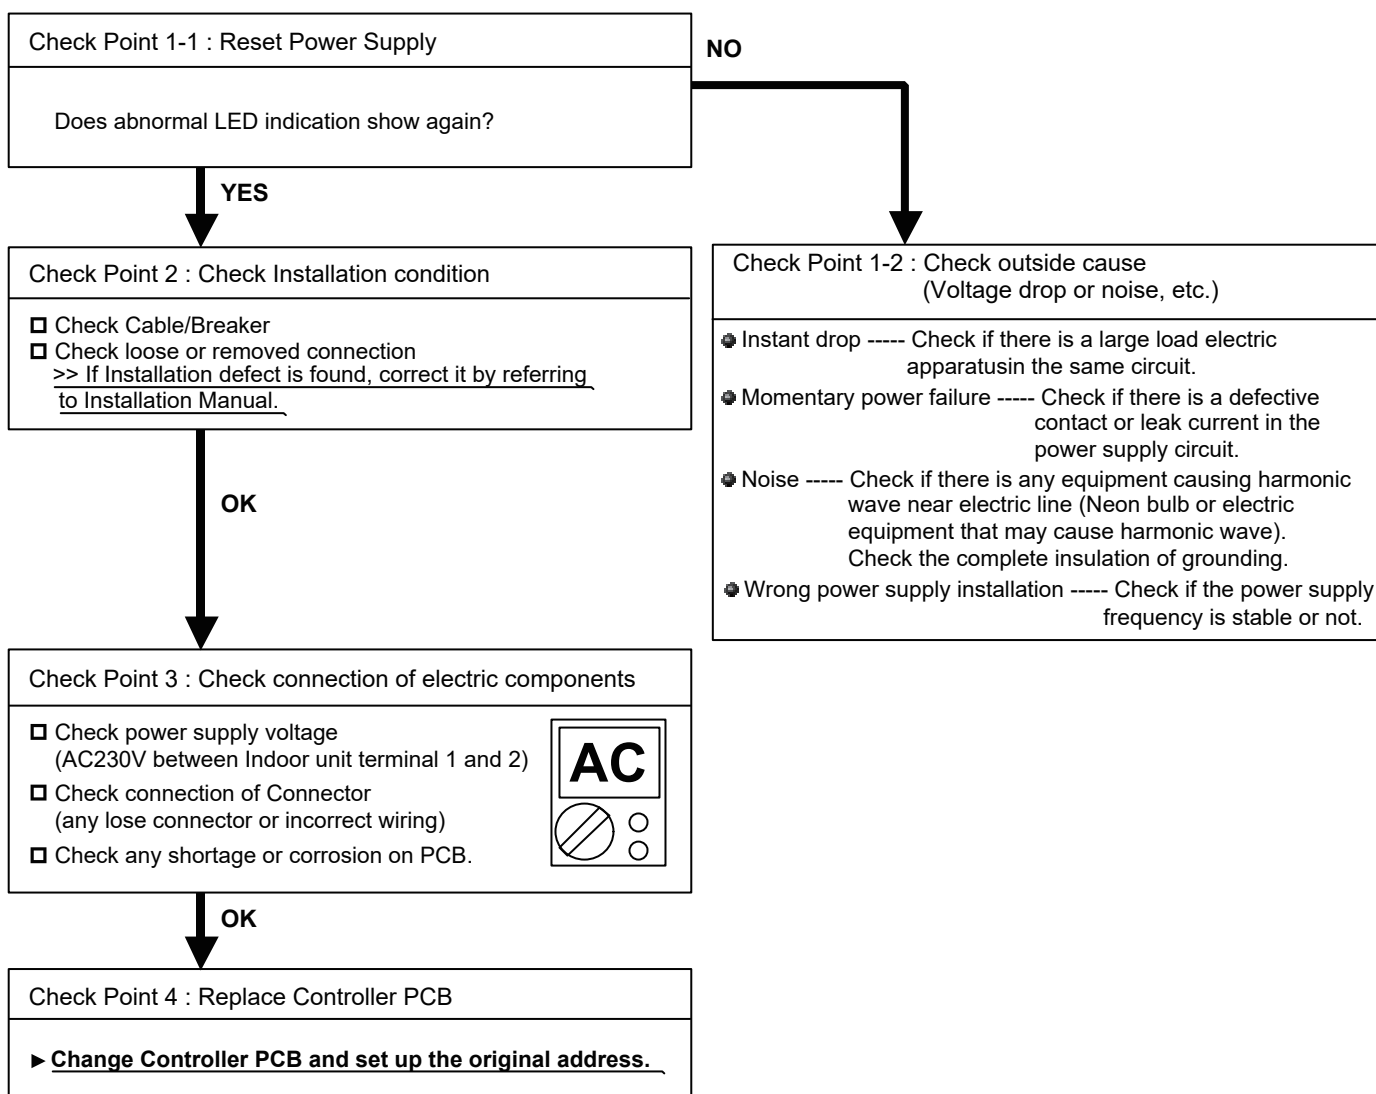 Check Point 1-1 : Reset Power Supply
Does abnormal LED indication show again?
NO
YES
Check Point 2 : Check Installation condition
Check Cable/Breaker
Check loose or removed connection
>> If Installation defect is found, correct it by referring
to Installation Manual.
Check Point 1-2 : Check outside cause
(Voltage drop or noise, etc.)
Instant drop ----- Check if there is a large load electric
apparatusin the same circuit.
Momentary power failure ----- Check if there is a defective
contact or leak current in the
power supply circuit.
Noise ----- Check if there is any equipment causing harmonic
wave near electric line (Neon bulb or electric
equipment that may cause harmonic wave).
Check the complete insulation of grounding.
Wrong power supply installation ----- Check if the power supply
frequency is stable or not.
OK
Check Point 3 : Check connection of electric components
Check power supply voltage
(AC230V between Indoor unit terminal 1 and 2)
Check connection of Connector
(any lose connector or incorrect wiring)
Check any shortage or corrosion on PCB.
AC
OK
Check Point 4 : Replace Controller PCB
►Change Controller PCB and set up the original address.